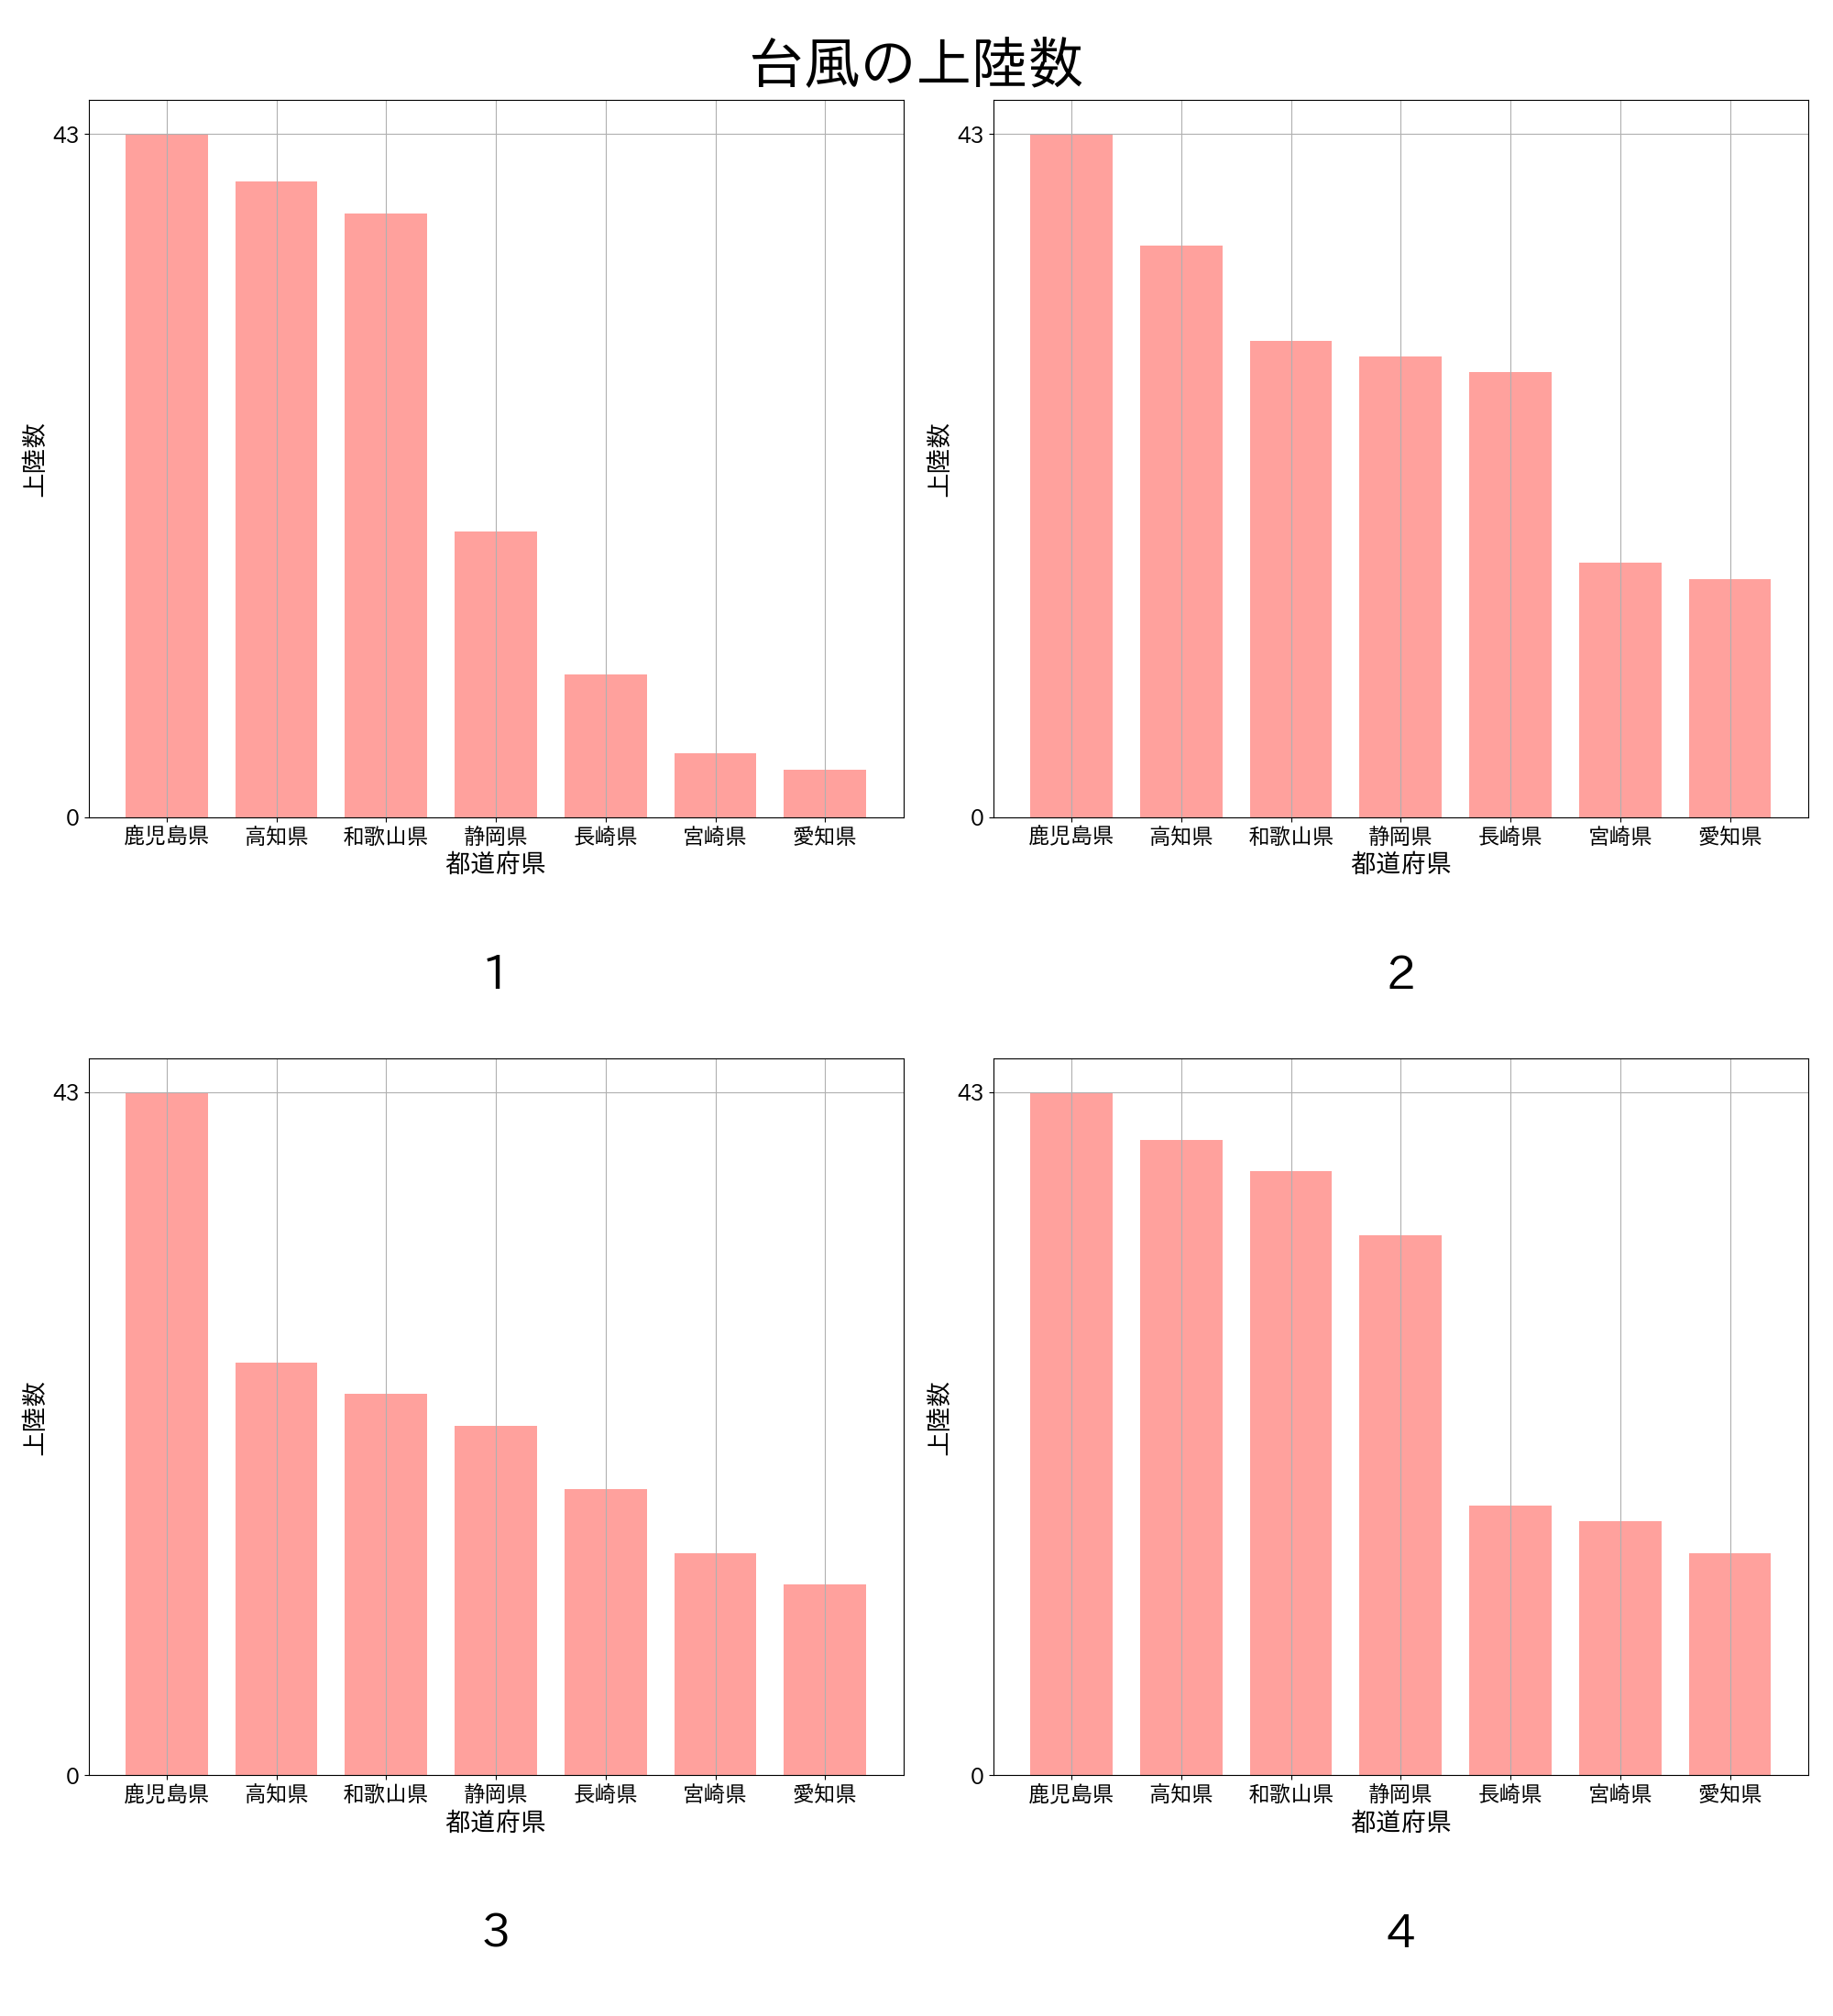 台風の上陸数
43
0
上陸数
鹿児島県 高知県 和歌山県 静岡県 長崎県 宮崎県 愛知県
都道府県
1
43
0
上陸数
鹿児島県 高知県 和歌山県 静岡県 長崎県 宮崎県 愛知県
都道府県
2
43
0
上陸数
鹿児島県 高知県 和歌山県 静岡県 長崎県 宮崎県 愛知県
都道府県
3
43
0
上陸数
鹿児島県 高知県 和歌山県 静岡県 長崎県 宮崎県 愛知県
都道府県
4